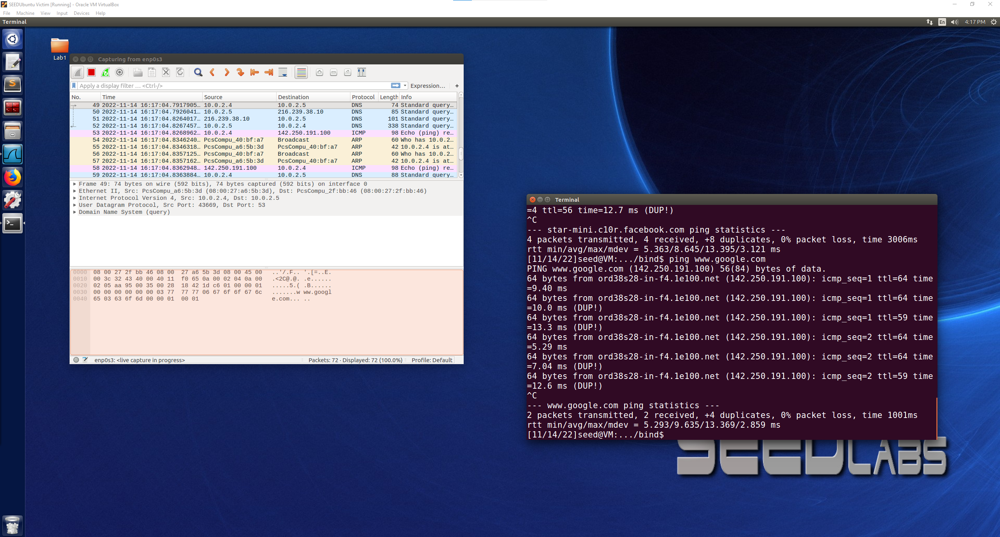 SEEDUbuntu Victim [Running] - Oracle VM VirtualBox
File Machine View Input Devices Help
Terminal
En 4:17 PM
Lab1
Capturing from enp0s3
Apply a display filter … <Ctrl-/>
Expression… +
No. Time Source Destination Protocol Length Info
49 2022-11-14 16:17:04.7917905… 10.0.2.4 10.0.2.5 DNS 74 Standard query…
50 2022-11-14 16:17:04.7926041… 10.0.2.5 216.239.38.10 DNS 85 Standard query…
51 2022-11-14 16:17:04.8264017… 216.239.38.10 10.0.2.5 DNS 101 Standard query…
52 2022-11-14 16:17:04.8267457… 10.0.2.5 10.0.2.4 DNS 338 Standard query…
53 2022-11-14 16:17:04.8268962… 10.0.2.4 142.250.191.100 ICMP 98 Echo (ping) re…
54 2022-11-14 16:17:04.8346240… PcsCompu_40:bf:a7 Broadcast ARP 60 Who has 10.0.2…
55 2022-11-14 16:17:04.8346318… PcsCompu_a6:5b:3d PcsCompu_40:bf:a7 ARP 42 10.0.2.4 is at…
56 2022-11-14 16:17:04.8357125… PcsCompu_40:bf:a7 Broadcast ARP 60 Who has 10.0.2…
57 2022-11-14 16:17:04.8357162… PcsCompu_a6:5b:3d PcsCompu_40:bf:a7 ARP 42 10.0.2.4 is at…
58 2022-11-14 16:17:04.8362948… 142.250.191.100 10.0.2.4 ICMP 98 Echo (ping) re…
59 2022-11-14 16:17:04.8363884… 10.0.2.4 10.0.2.5 DNS 88 Standard query…
Frame 49: 74 bytes on wire (592 bits), 74 bytes captured (592 bits) on interface 0
Ethernet II, Src: PcsCompu_a6:5b:3d (08:00:27:a6:5b:3d), Dst: PcsCompu_2f:bb:46 (08:00:27:2f:bb:46)
Internet Protocol Version 4, Src: 10.0.2.4, Dst: 10.0.2.5
User Datagram Protocol, Src Port: 43669, Dst Port: 53
Domain Name System (query)
0000 08 00 27 2f bb 46 08 00 27 a6 5b 3d 08 00 45 00 ..'/.F.. '.[=..E.
0010 00 3c 32 43 40 00 40 11 f0 65 0a 00 02 04 0a 00 .<2C@.@. .e......
0020 02 05 aa 95 00 35 00 28 18 42 1d c6 01 00 00 01 .....5.( .B......
0030 00 00 00 00 00 00 03 77 77 77 06 67 6f 6f 67 6c .......w ww.googl
0040 65 03 63 6f 6d 00 00 01 00 01 e.com... ..
enp0s3: <live capture in progress> Packets: 72 · Displayed: 72 (100.0%) Profile: Default
Terminal
=4 ttl=56 time=12.7 ms (DUP!)
^C
--- star-mini.c10r.facebook.com ping statistics ---
4 packets transmitted, 4 received, +8 duplicates, 0% packet loss, time 3006ms
rtt min/avg/max/mdev = 5.363/8.645/13.395/3.121 ms
[11/14/22]seed@VM:.../bind$ ping www.google.com
PING www.google.com (142.250.191.100) 56(84) bytes of data.
64 bytes from ord38s28-in-f4.1e100.net (142.250.191.100): icmp_seq=1 ttl=64 time
=9.40 ms
64 bytes from ord38s28-in-f4.1e100.net (142.250.191.100): icmp_seq=1 ttl=64 time
=10.0 ms (DUP!)
64 bytes from ord38s28-in-f4.1e100.net (142.250.191.100): icmp_seq=1 ttl=59 time
=13.3 ms (DUP!)
64 bytes from ord38s28-in-f4.1e100.net (142.250.191.100): icmp_seq=2 ttl=64 time
=5.29 ms
64 bytes from ord38s28-in-f4.1e100.net (142.250.191.100): icmp_seq=2 ttl=64 time
=7.04 ms (DUP!)
64 bytes from ord38s28-in-f4.1e100.net (142.250.191.100): icmp_seq=2 ttl=59 time
=12.6 ms (DUP!)
^C
--- www.google.com ping statistics ---
2 packets transmitted, 2 received, +4 duplicates, 0% packet loss, time 1001ms
rtt min/avg/max/mdev = 5.293/9.635/13.369/2.859 ms
[11/14/22]seed@VM:.../bind$
SEEDLABS